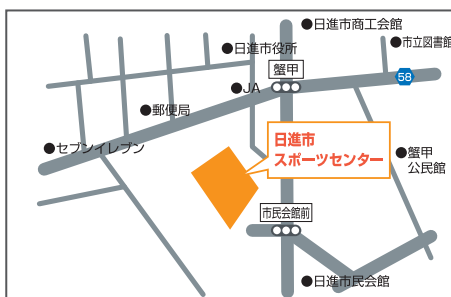 ●日進市商工会館
●日進市役所
●市立図書館
蟹甲
58
●JA
●郵便局
●セブンイレブン
日進市
スポーツセンター
●蟹甲
公民館
市民会館前
●日進市民会館